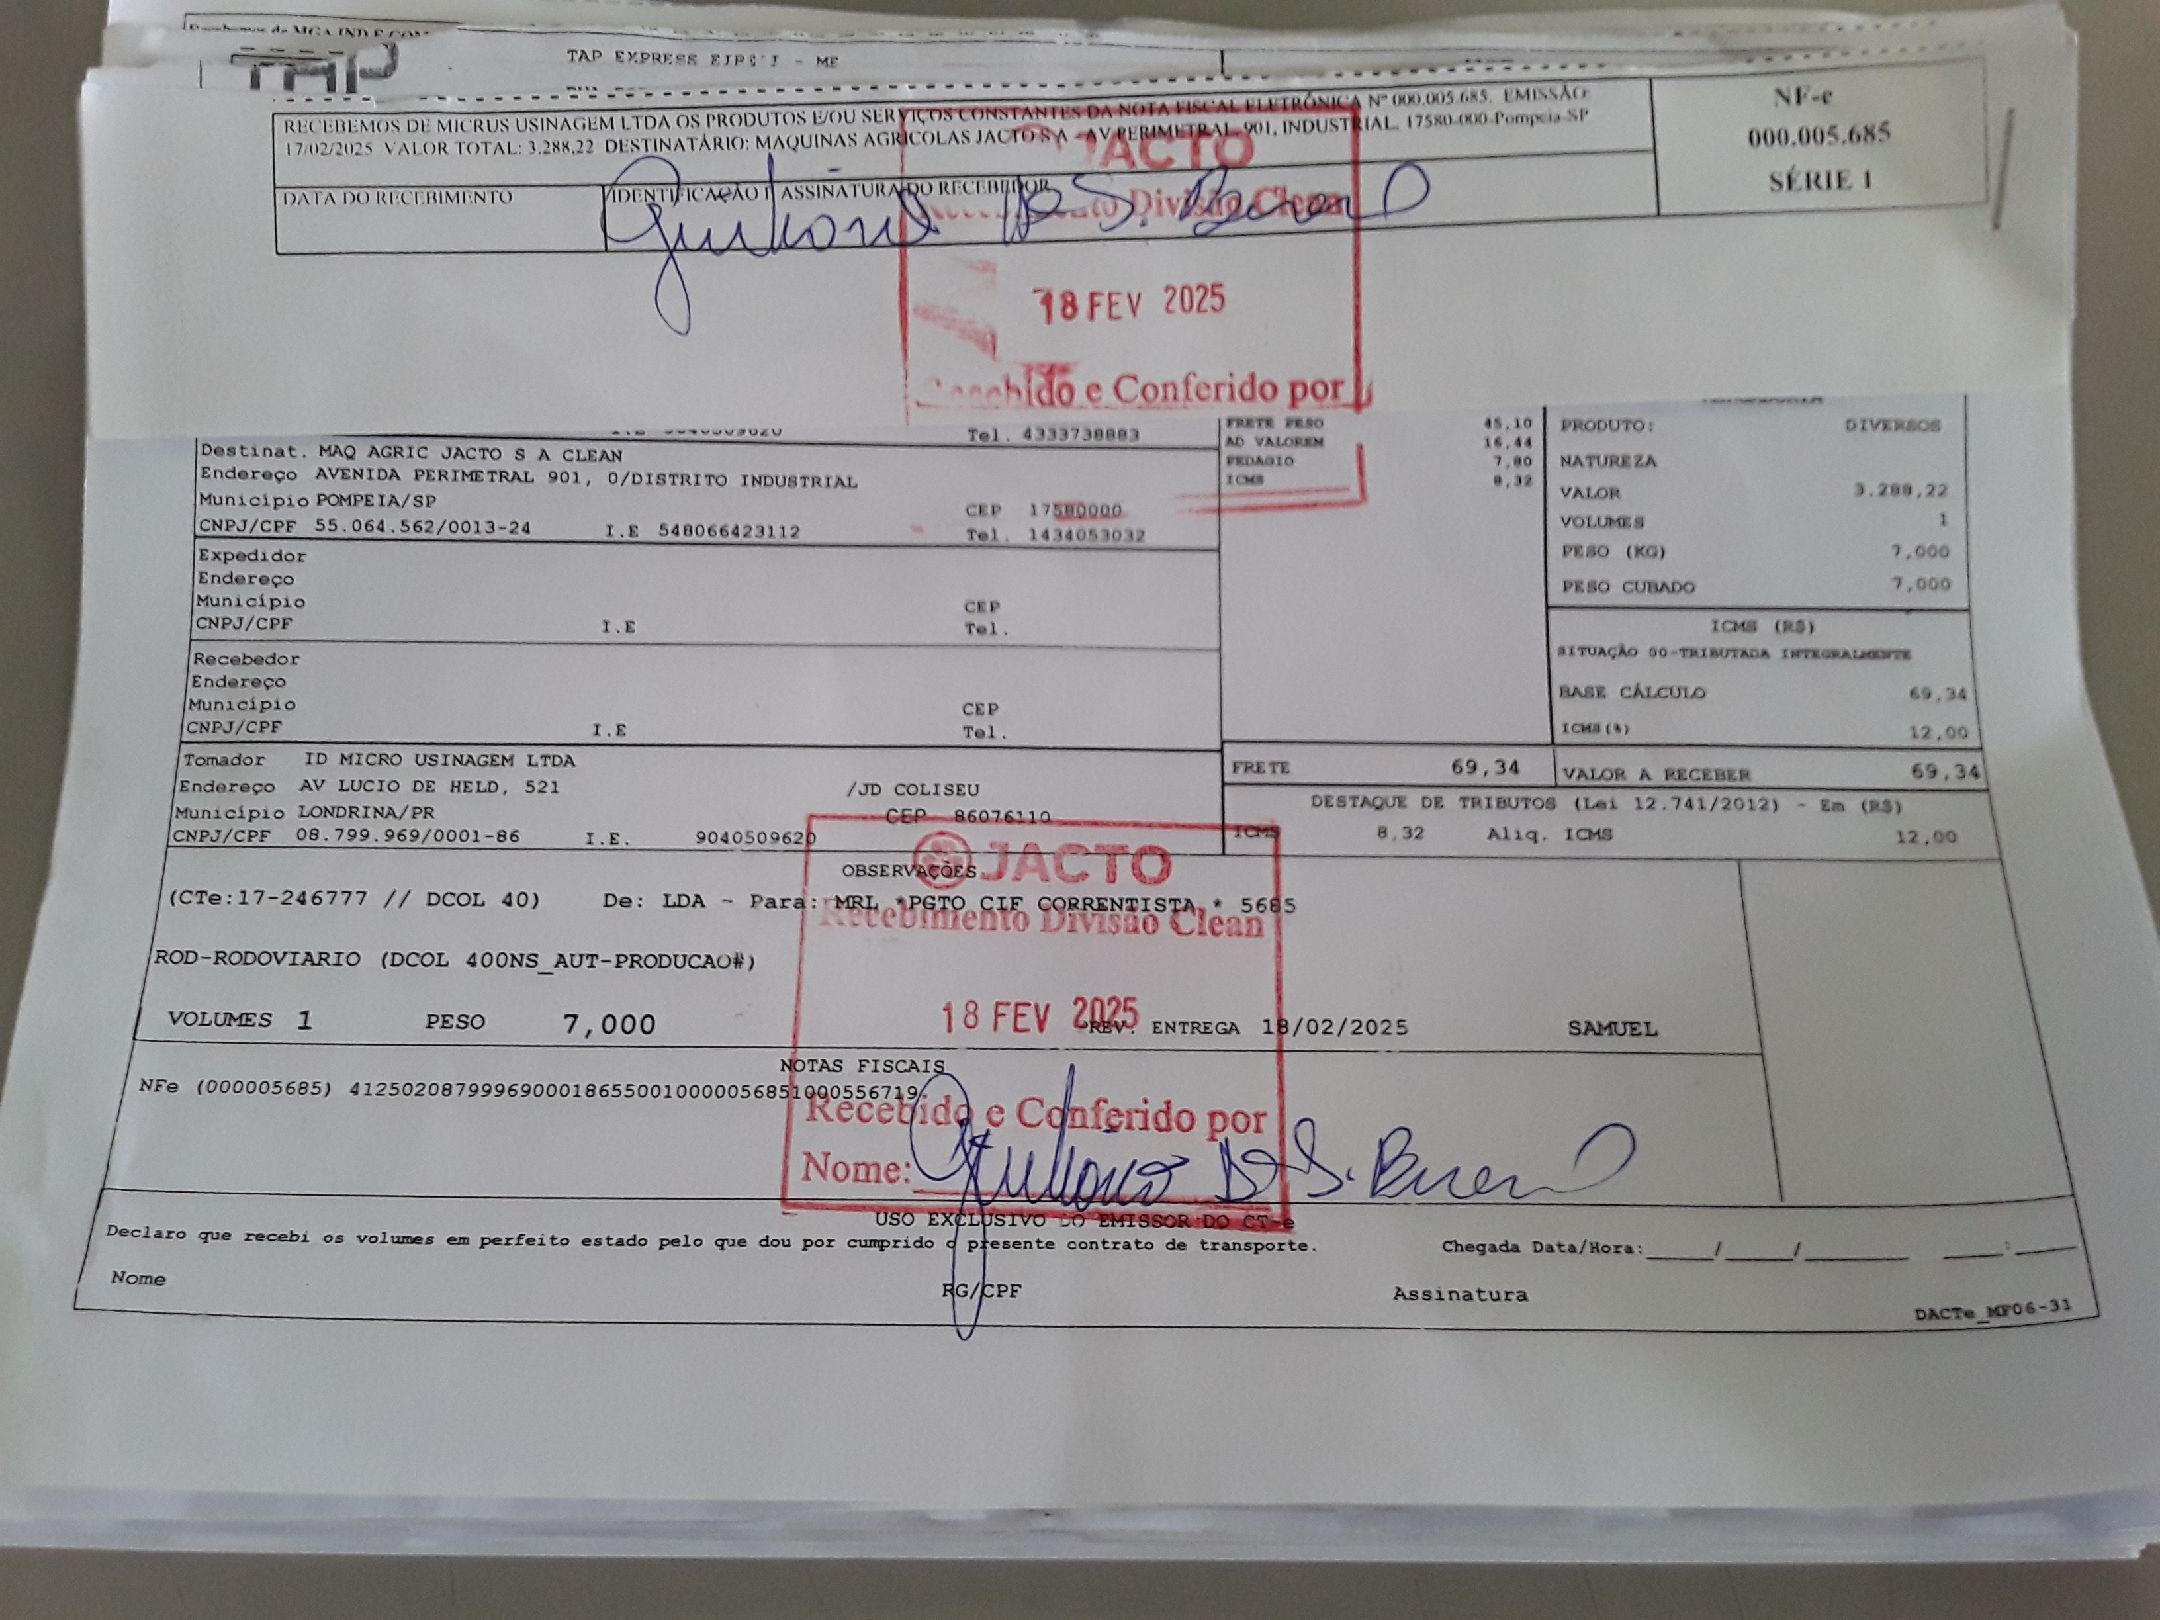 TAP
TAP EXPRESS EIRELI - ME
RECEBEMOS DE MICRUS USINAGEM LTDA OS PRODUTOS E/OU SERVIÇOS CONSTANTES DA NOTA FISCAL ELETRÔNICA Nº 000.005.685. EMISSÃO:
17/02/2025 VALOR TOTAL: 3.288,22 DESTINATÁRIO: MAQUINAS AGRICOLAS JACTO S A - AV PERIMETRAL, 901, INDUSTRIAL, 17580-000-Pompeia-SP
NF-e
000.005.685
SÉRIE 1
DATA DO RECEBIMENTO
IDENTIFICAÇÃO E ASSINATURA DO RECEBEDOR
JACTO
Recebimento Divisão Clean
18 FEV 2025
Recebido e Conferido por
I.E 9040509620
Tel. 4333738883
Destinat. MAQ AGRIC JACTO S A CLEAN
Endereço AVENIDA PERIMETRAL 901, 0/DISTRITO INDUSTRIAL
Município POMPEIA/SP
CEP 17580000
CNPJ/CPF 55.064.562/0013-24 I.E 548066423112
Tel. 1434053032
Expedidor
Endereço
Município CEP
CNPJ/CPF I.E Tel.
Recebedor
Endereço
Município CEP
CNPJ/CPF I.E Tel.
Tomador ID MICRO USINAGEM LTDA
Endereço AV LUCIO DE HELD, 521 /JD COLISEU
Município LONDRINA/PR CEP 86076110
CNPJ/CPF 08.799.969/0001-86 I.E. 9040509620
FRETE PESO 45,10
AD VALOREM 16,44
PEDAGIO
ICMS 8,32
PRODUTO: DIVERSOS
NATUREZA
VALOR 3.288,22
VOLUMES 1
PESO (KG) 7,000
PESO CUBADO 7,000
ICMS (R$)
SITUAÇÃO 00-TRIBUTADA INTEGRALMENTE
BASE CÁLCULO 69,34
ICMS(%) 12,00
FRETE 69,34
VALOR A RECEBER 69,34
DESTAQUE DE TRIBUTOS (Lei 12.741/2012) - Em (R$)
ICMS 8,32 Aliq. ICMS 12,00
OBSERVAÇÕES
(CTe:17-246777 // DCOL 40) De: LDA - Para: MRL *PGTO CIF CORRENTISTA * 5685
ROD-RODOVIARIO (DCOL 400NS_AUT-PRODUCAO#)
VOLUMES 1 PESO 7,000 PREV. ENTREGA 18/02/2025 SAMUEL
JACTO
Recebimento Divisão Clean
18 FEV 2025
Recebido e Conferido por
Nome:
NOTAS FISCAIS
NFe (000005685) 41250208799969000186550010000056851000556719
USO EXCLUSIVO DO EMISSOR DO CT-e
Declaro que recebi os volumes em perfeito estado pelo que dou por cumprido o presente contrato de transporte.
Chegada Data/Hora:_____/_____/________ ____:____
Nome RG/CPF Assinatura
DACTe_MF06-31